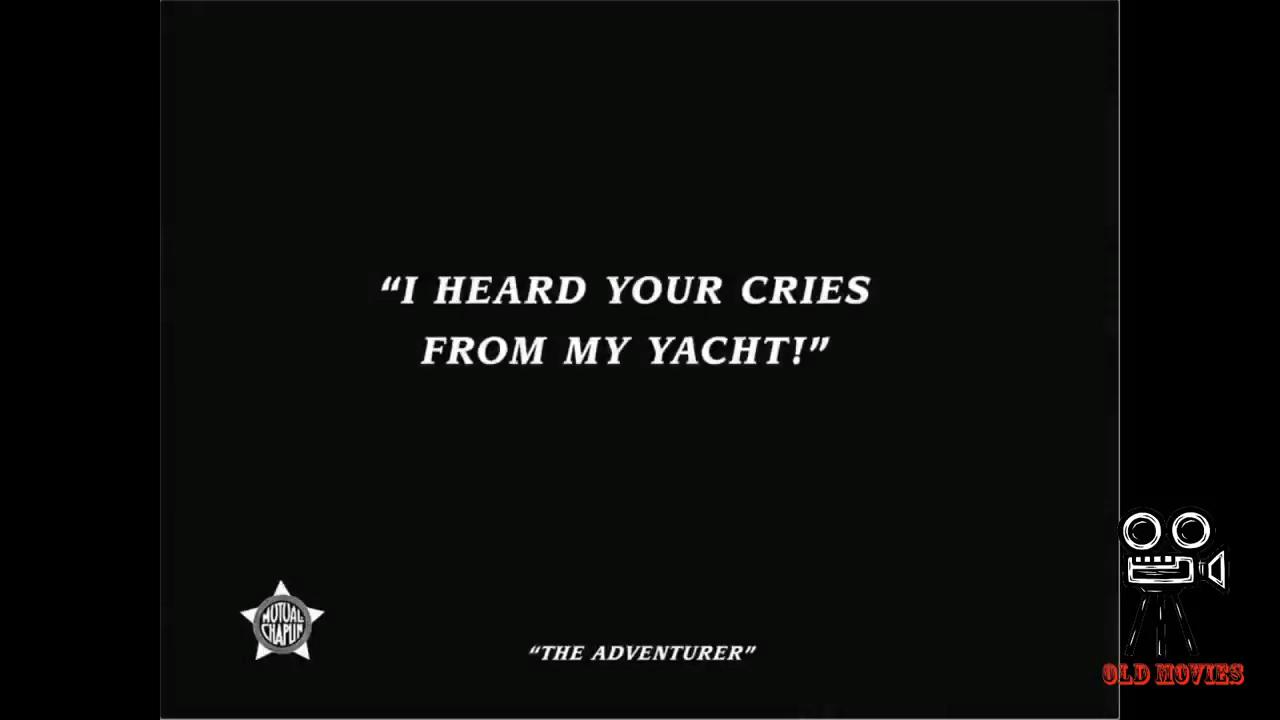 “I HEARD YOUR CRIES
FROM MY YACHT!”
MUTUAL
CHAPLIN
“THE ADVENTURER”
OLD MOVIES